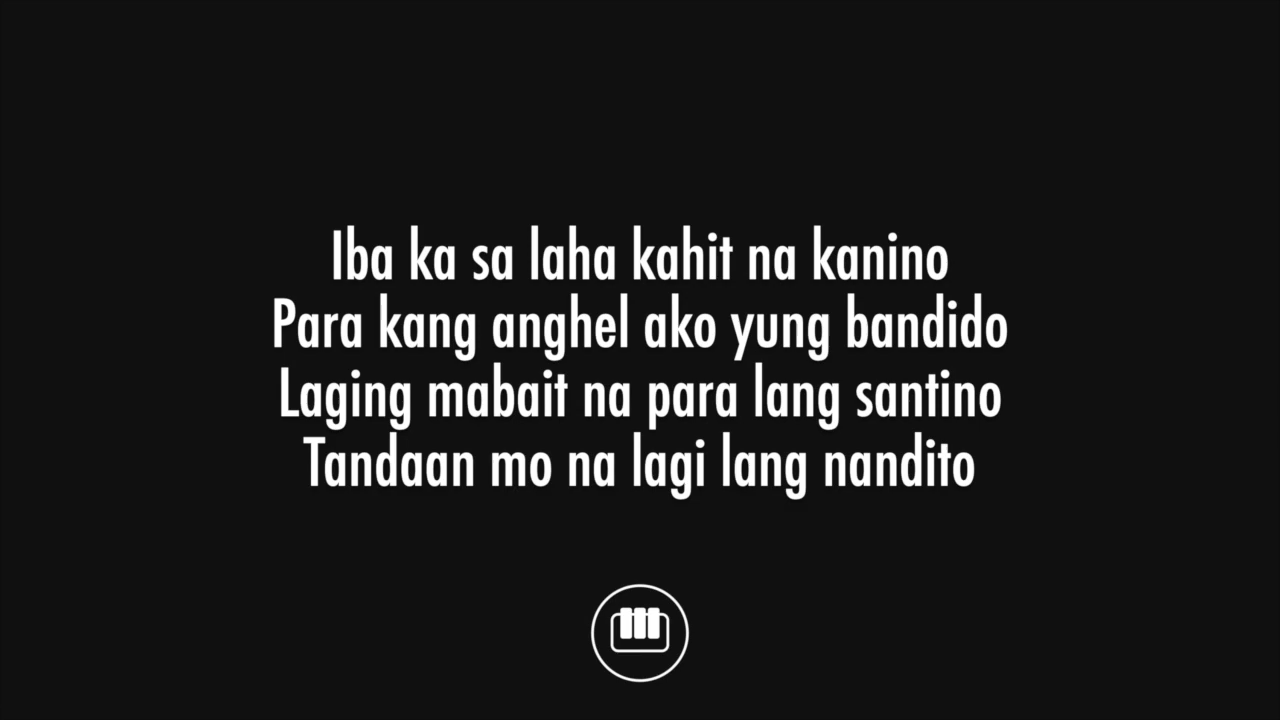 Iba ka sa laha kahit na kanino
Para kang anghel ako yung bandido
Laging mabait na para lang santino
Tandaan mo na lagi lang nandito